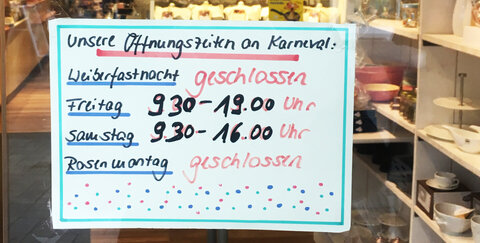 Unsere Öffnungszeiten an Karneval:
Weiberfastnacht geschlossen
Freitag 9.30-19.00 Uhr
Samstag 9.30-16.00 Uhr
Rosenmontag geschlossen